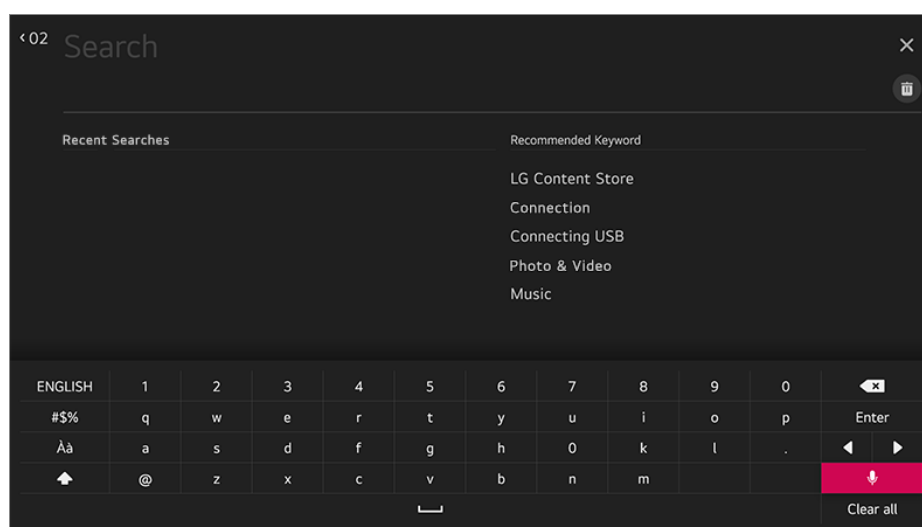 ‹ 02
Search
Recent Searches
Recommended Keyword
LG Content Store
Connection
Connecting USB
Photo & Video
Music
ENGLISH 1 2 3 4 5 6 7 8 9 0
#$% q w e r t y u i o p Enter
Àà a s d f g h 0 k l .
@ z x c v b n m
Clear all